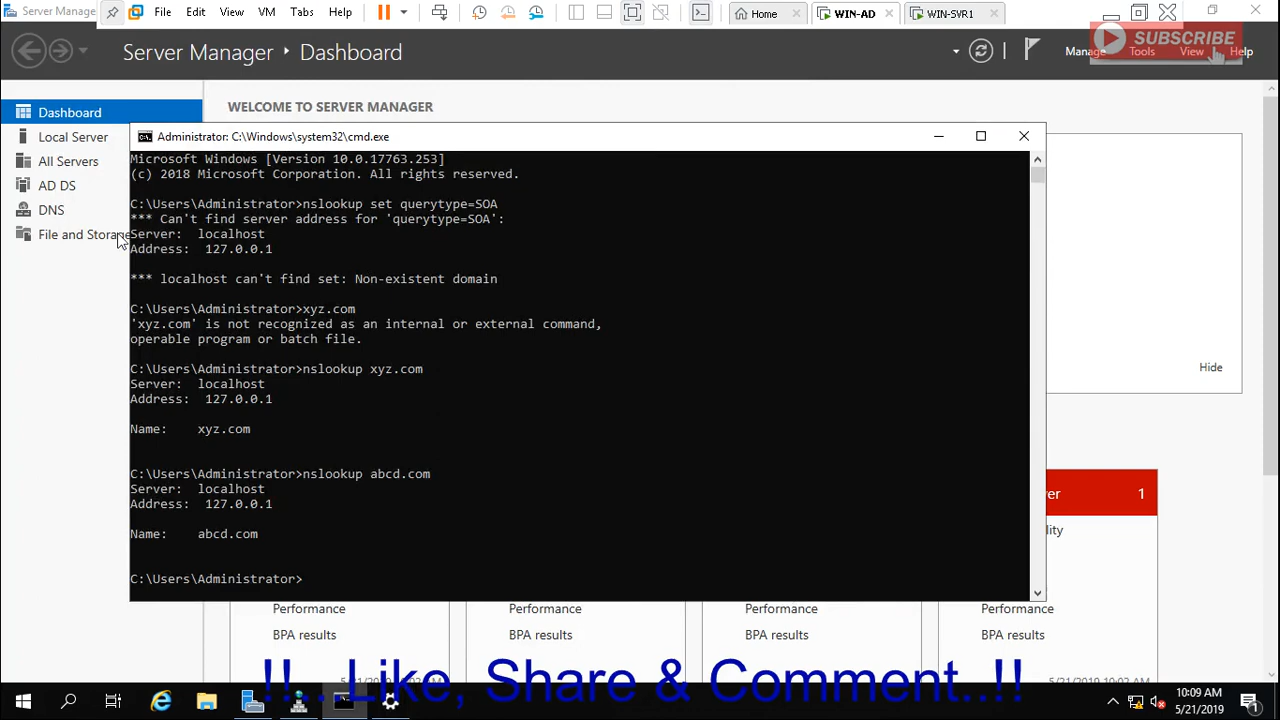 Server Manage
File Edit View VM Tabs Help
Home
WIN-AD
WIN-SVR1
Server Manager Dashboard
Manage Tools View Help
SUBSCRIBE
Dashboard
Local Server
All Servers
AD DS
DNS
File and Storage
WELCOME TO SERVER MANAGER
Administrator: C:\Windows\system32\cmd.exe
Microsoft Windows [Version 10.0.17763.253]
(c) 2018 Microsoft Corporation. All rights reserved.
C:\Users\Administrator>nslookup set querytype=SOA
*** Can't find server address for 'querytype=SOA':
Server: localhost
Address: 127.0.0.1
*** localhost can't find set: Non-existent domain
C:\Users\Administrator>xyz.com
'xyz.com' is not recognized as an internal or external command,
operable program or batch file.
C:\Users\Administrator>nslookup xyz.com
Server: localhost
Address: 127.0.0.1
Name: xyz.com
C:\Users\Administrator>nslookup abcd.com
Server: localhost
Address: 127.0.0.1
Name: abcd.com
C:\Users\Administrator>
Hide
1
Performance Performance Performance Performance
BPA results BPA results BPA results BPA results
!!...Like, Share & Comment..!!
10:09 AM
5/21/2019
1